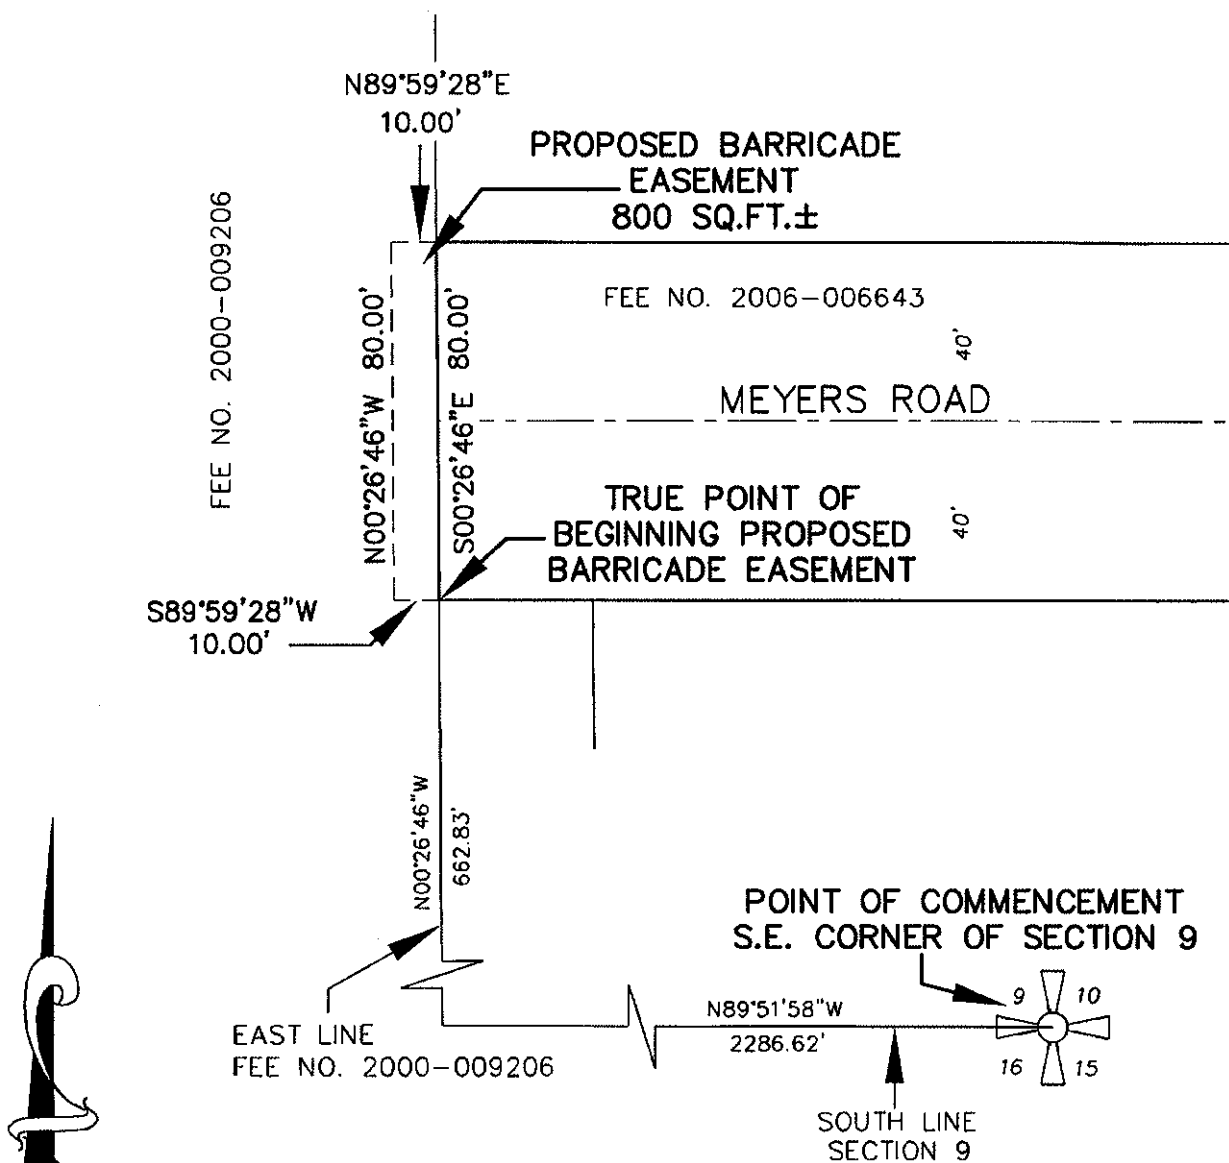 N89°59'28"E
10.00'
PROPOSED BARRICADE
EASEMENT
800 SQ.FT.±
FEE NO. 2000-009206
N00°26'46"W 80.00'
S00°26'46"E 80.00'
FEE NO. 2006-006643
40'
MEYERS ROAD
40'
TRUE POINT OF
BEGINNING PROPOSED
BARRICADE EASEMENT
S89°59'28"W
10.00'
N00°26'46"W
662.83'
POINT OF COMMENCEMENT
S.E. CORNER OF SECTION 9
9
10
16
15
N89°51'58"W
2286.62'
EAST LINE
FEE NO. 2000-009206
SOUTH LINE
SECTION 9